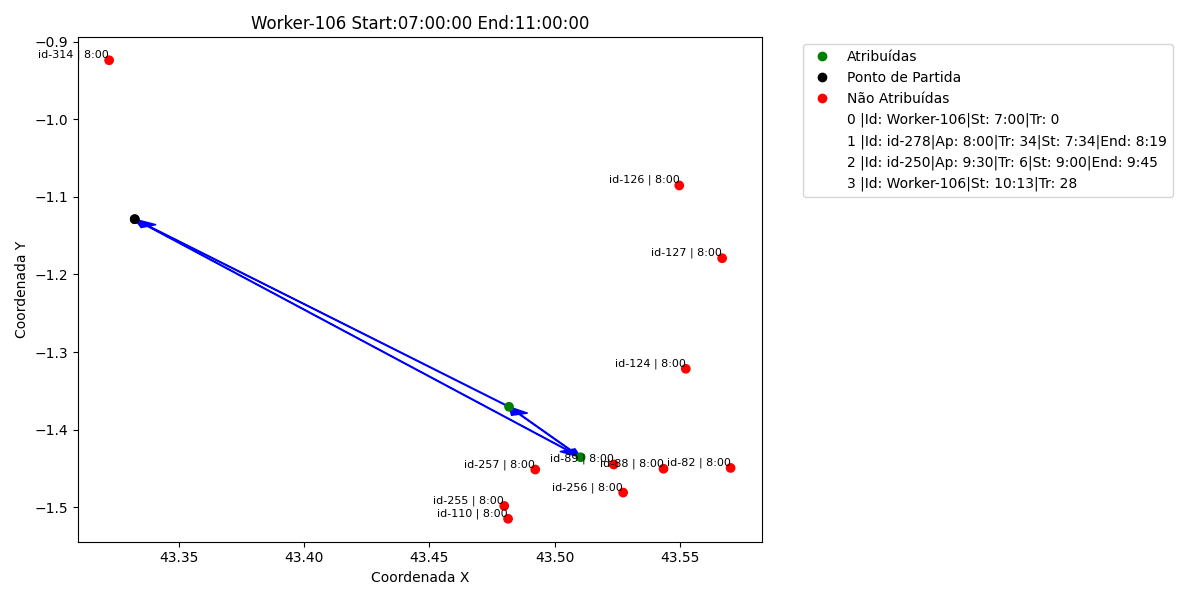 Worker-106 Start:07:00:00 End:11:00:00
Coordenada Y
−0.9
−1.0
−1.1
−1.2
−1.3
−1.4
−1.5
id-314 | 8:00
id-126 | 8:00
id-127 | 8:00
id-124 | 8:00
id-89 | 8:00
id-88 | 8:00
id-82 | 8:00
id-257 | 8:00
id-256 | 8:00
id-255 | 8:00
id-110 | 8:00
43.35
43.40
43.45
43.50
43.55
Coordenada X
Atribuídas
Ponto de Partida
Não Atribuídas
0 |Id: Worker-106|St: 7:00|Tr: 0
1 |Id: id-278|Ap: 8:00|Tr: 34|St: 7:34|End: 8:19
2 |Id: id-250|Ap: 9:30|Tr: 6|St: 9:00|End: 9:45
3 |Id: Worker-106|St: 10:13|Tr: 28